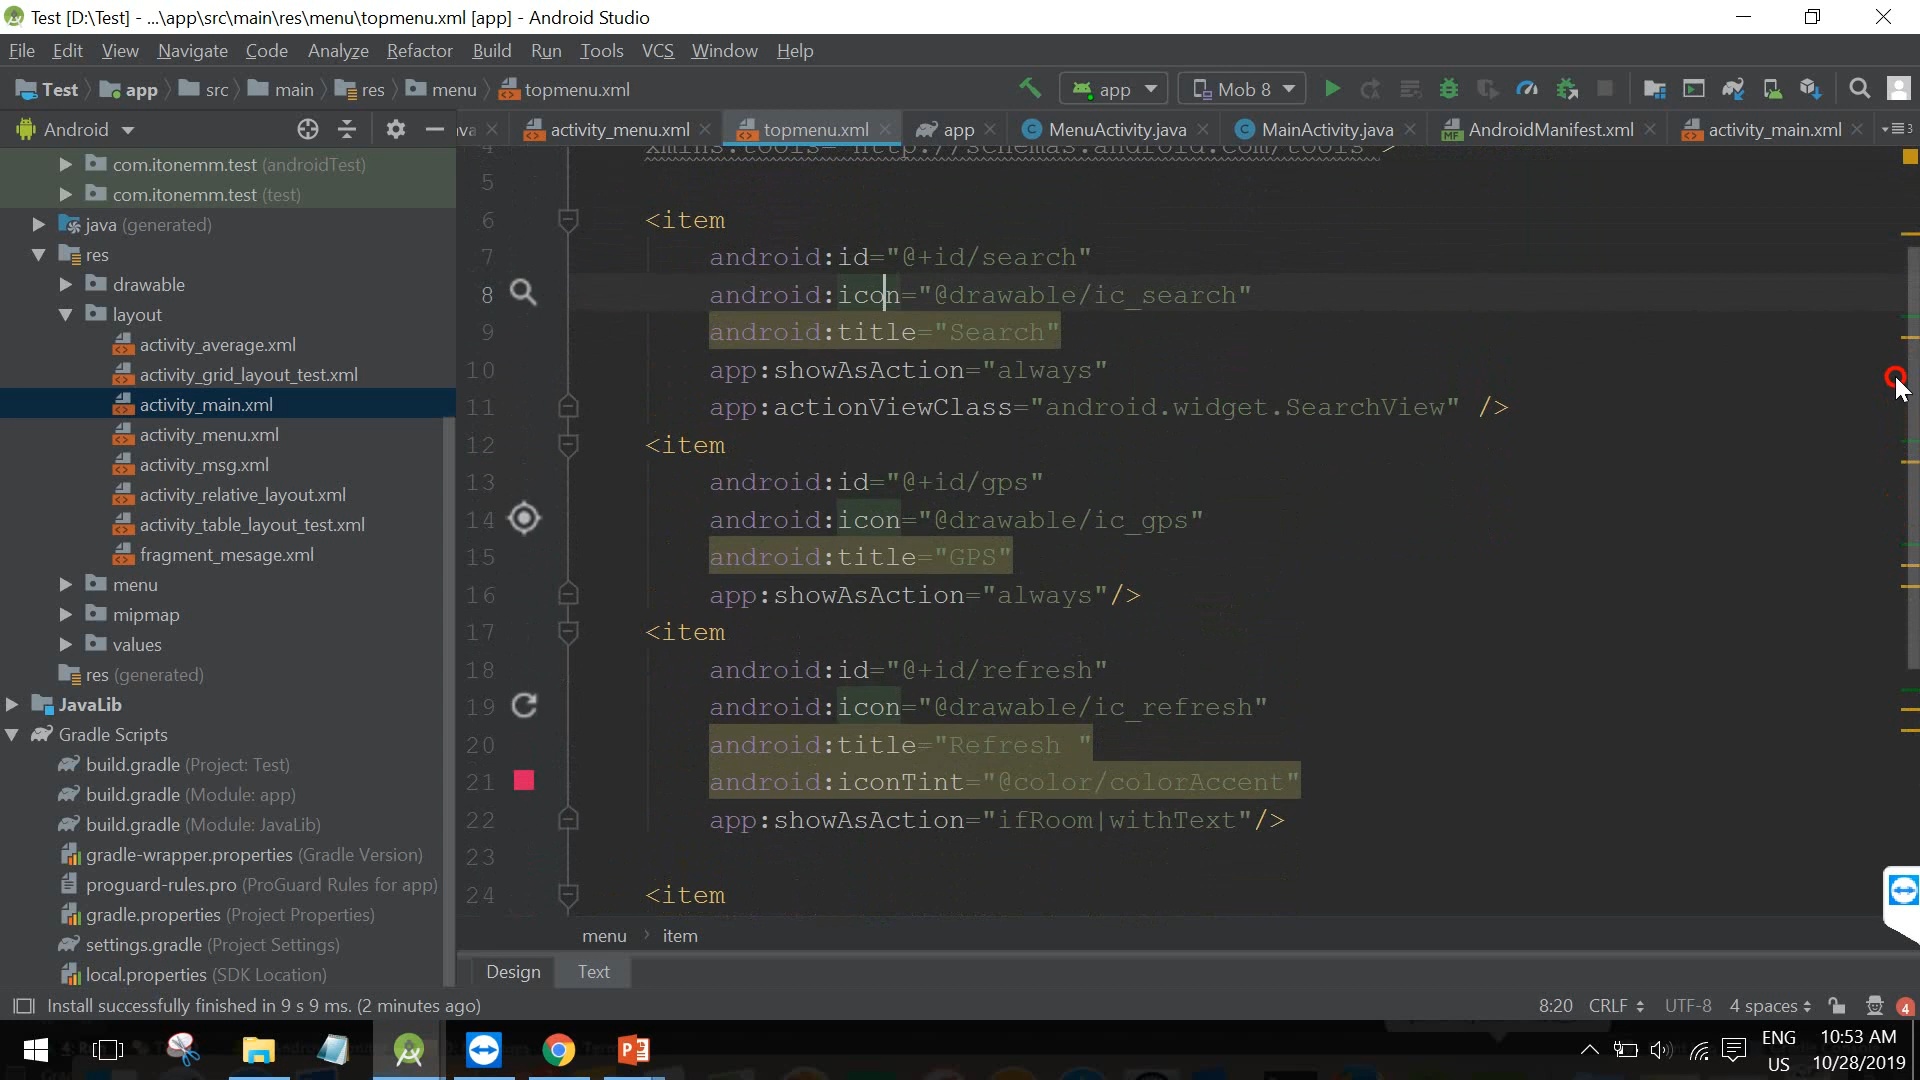 Test [D:\Test] - ...\app\src\main\res\menu\topmenu.xml [app] - Android Studio
File Edit View Navigate Code Analyze Refactor Build Run Tools VCS Window Help
Test app src main res menu topmenu.xml app Mob 8
Android
activity_menu.xml topmenu.xml app MenuActivity.java MainActivity.java AndroidManifest.xml activity_main.xml
com.itonemm.test (androidTest)
com.itonemm.test (test)
java (generated)
res
drawable
layout
activity_average.xml
activity_grid_layout_test.xml
activity_main.xml
activity_menu.xml
activity_msg.xml
activity_relative_layout.xml
activity_table_layout_test.xml
fragment_mesage.xml
menu
mipmap
values
res (generated)
JavaLib
Gradle Scripts
build.gradle (Project: Test)
build.gradle (Module: app)
build.gradle (Module: JavaLib)
gradle-wrapper.properties (Gradle Version)
proguard-rules.pro (ProGuard Rules for app)
gradle.properties (Project Properties)
settings.gradle (Project Settings)
local.properties (SDK Location)
4 xmlns:tools="http://schemas.android.com/tools">
5
6 <item
7 android:id="@+id/search"
8 android:icon="@drawable/ic_search"
9 android:title="Search"
10 app:showAsAction="always"
11 app:actionViewClass="android.widget.SearchView" />
12 <item
13 android:id="@+id/gps"
14 android:icon="@drawable/ic_gps"
15 android:title="GPS"
16 app:showAsAction="always"/>
17 <item
18 android:id="@+id/refresh"
19 android:icon="@drawable/ic_refresh"
20 android:title="Refresh "
21 android:iconTint="@color/colorAccent"
22 app:showAsAction="ifRoom|withText"/>
23
24 <item
menu item
Design Text
Install successfully finished in 9 s 9 ms. (2 minutes ago)
8:20 CRLF UTF-8 4 spaces 4
ENG
US
10:53 AM
10/28/2019